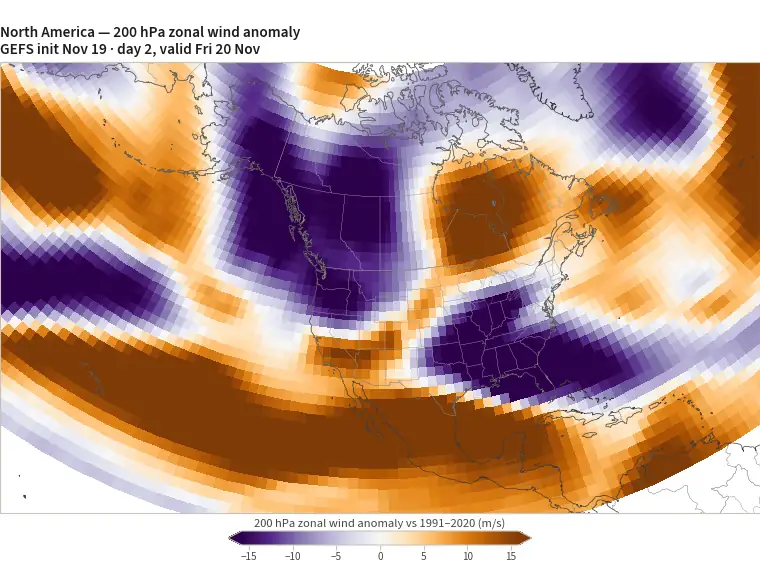 North America — 200 hPa zonal wind anomaly
GEFS init Nov 19 · day 2, valid Fri 20 Nov
200 hPa zonal wind anomaly vs 1991–2020 (m/s)
−15 −10 −5 0 5 10 15